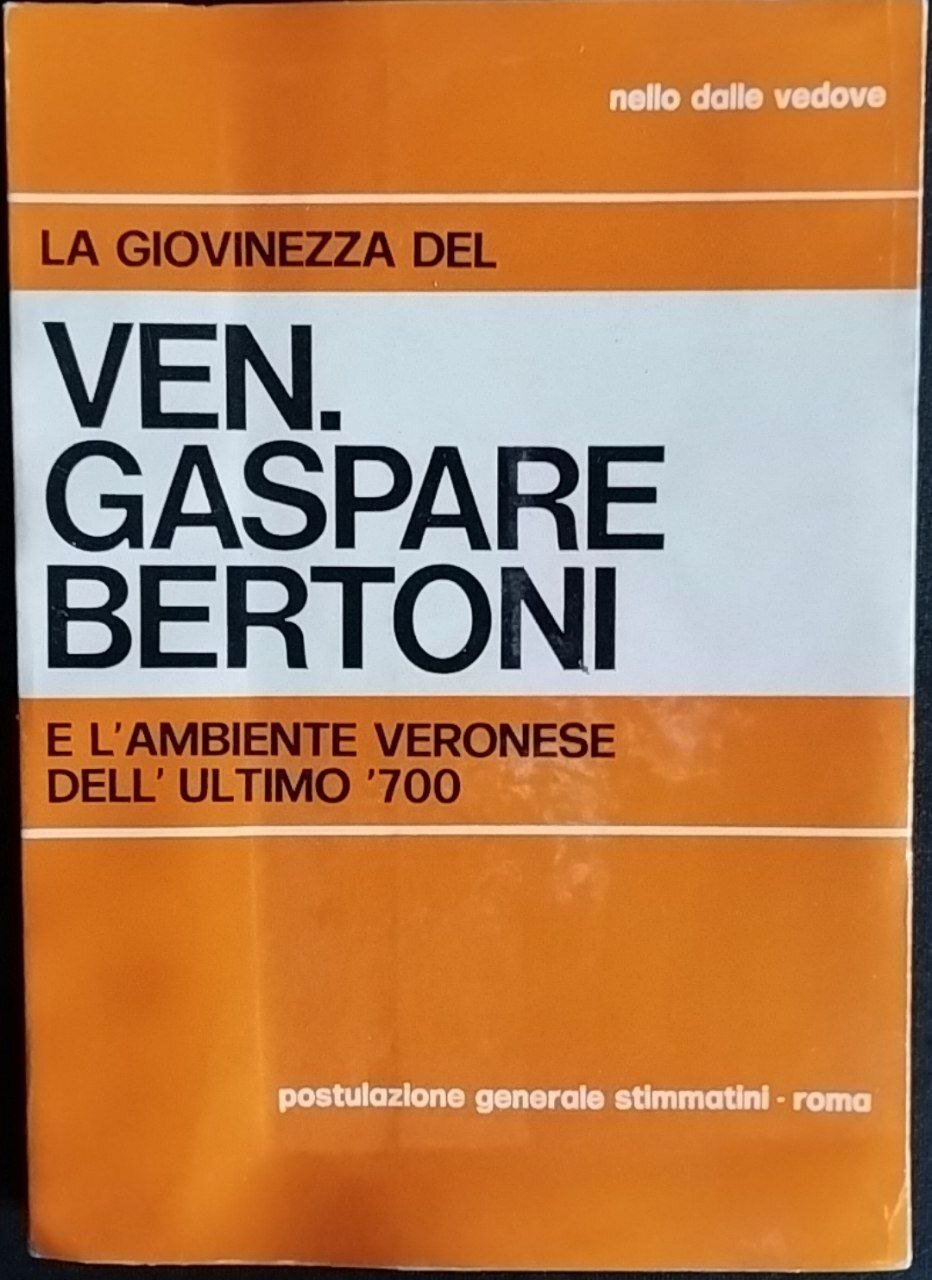 nello dalle vedove
LA GIOVINEZZA DEL
VEN.
GASPARE
BERTONI
E L'AMBIENTE VERONESE
DELL' ULTIMO '700
postulazione generale stimmatini - roma